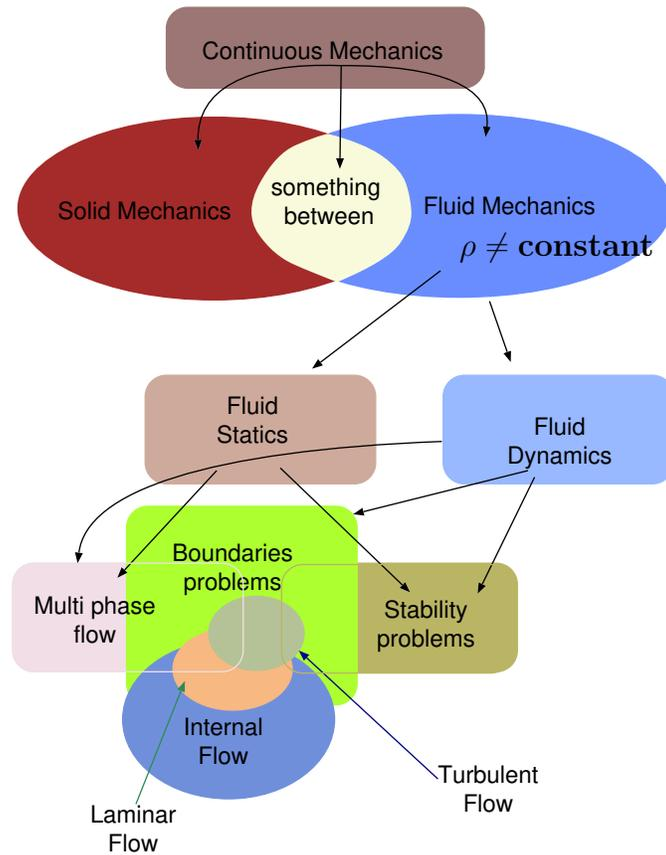 Continuous Mechanics
Solid Mechanics
something
between
Fluid Mechanics
ρ ≠ constant
Fluid
Statics
Fluid
Dynamics
Boundaries
problems
Multi phase
flow
Stability
problems
Internal
Flow
Turbulent
Flow
Laminar
Flow